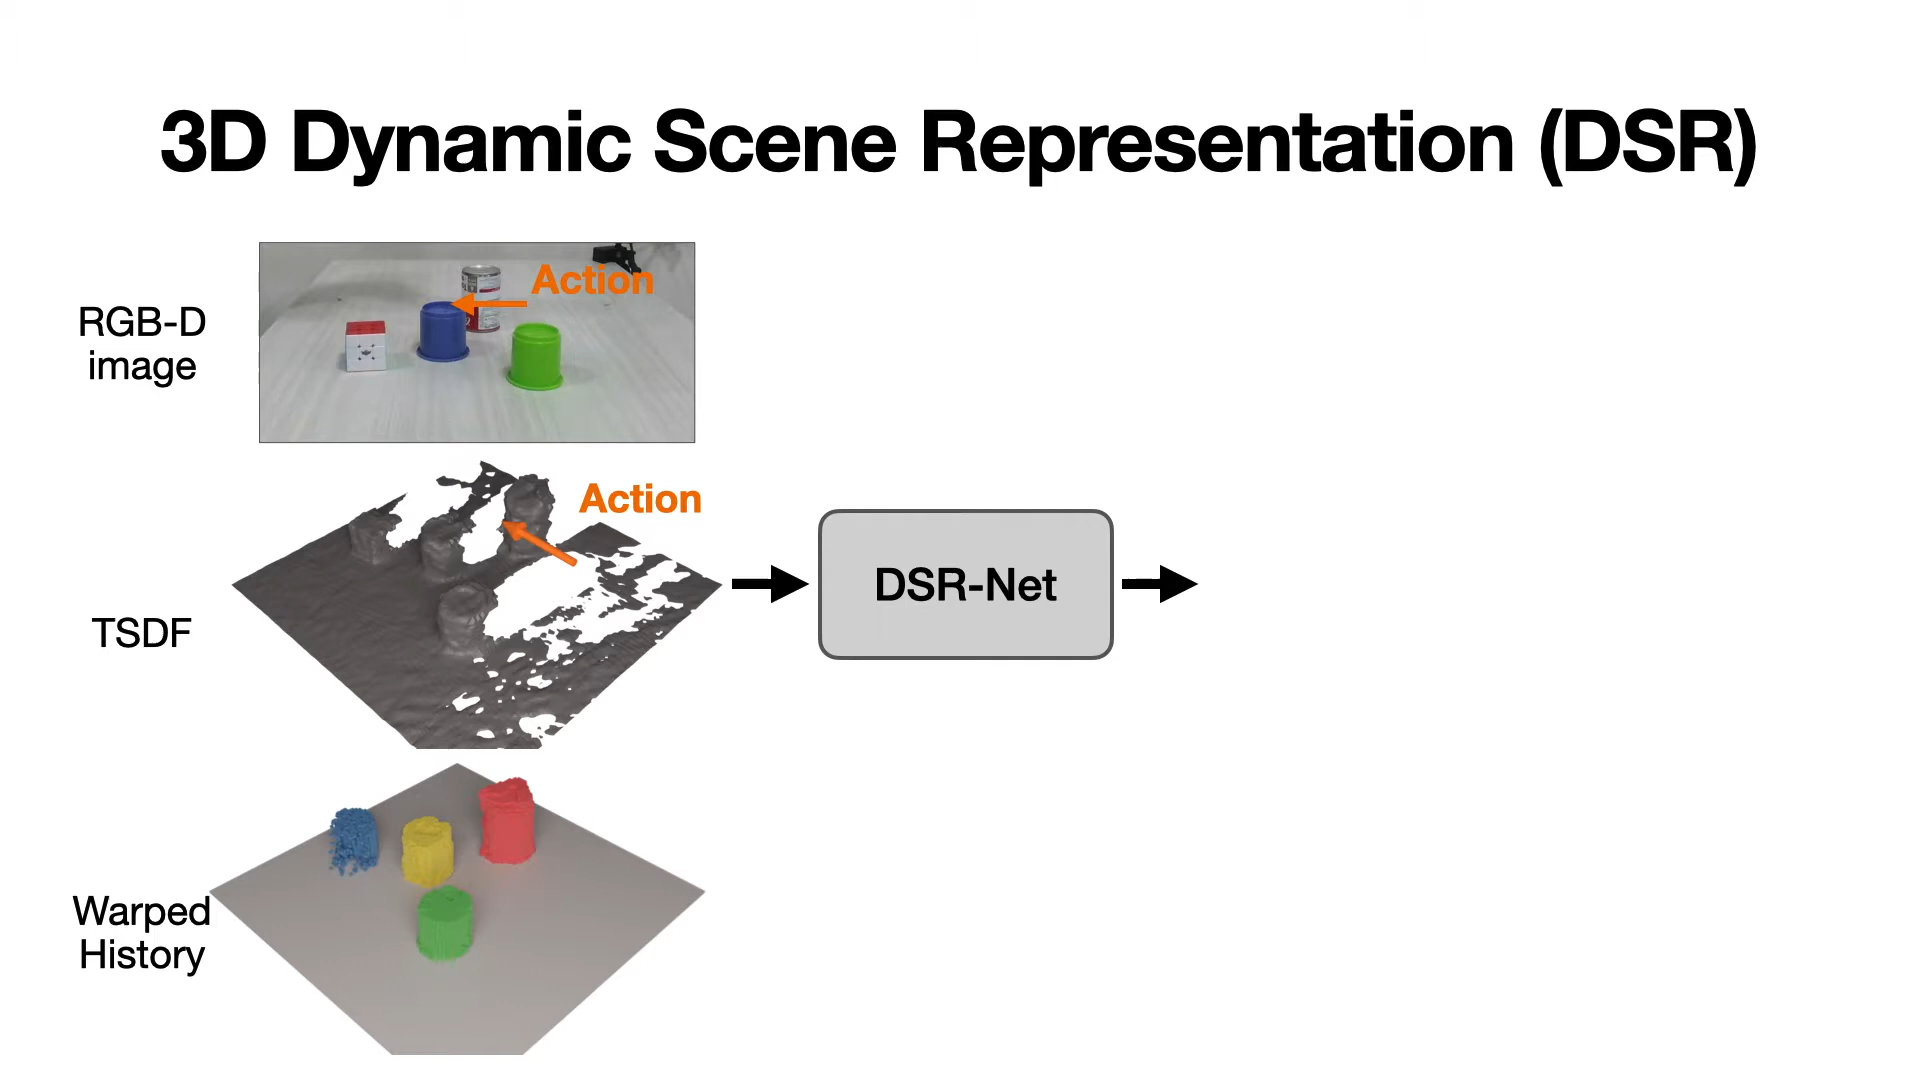 3D Dynamic Scene Representation (DSR)
RGB-D
image
Action
TSDF
Action
DSR-Net
Warped
History